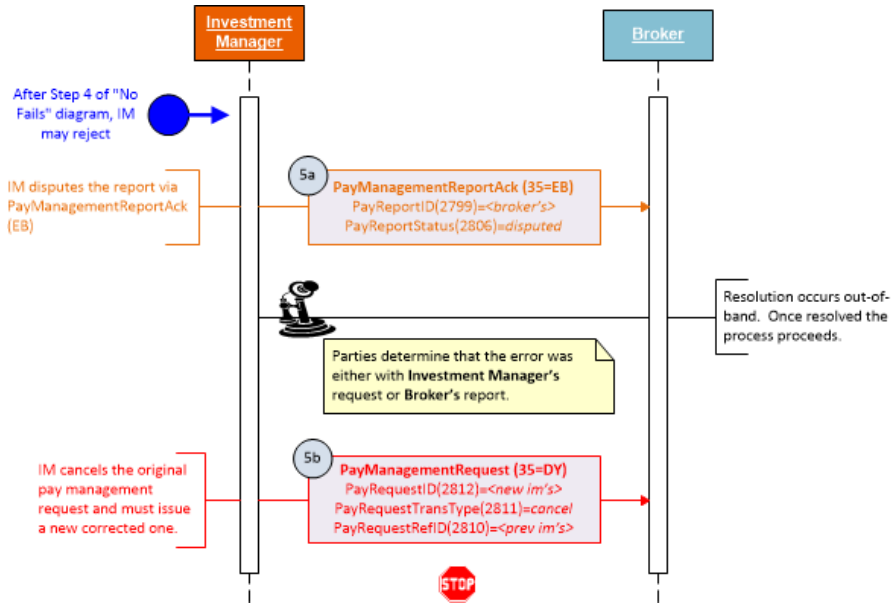 Investment
Manager
Broker
After Step 4 of "No
Fails" diagram, IM
may reject
5a
IM disputes the report via
PayManagementReportAck
(EB)
PayManagementReportAck (35=EB)
PayReportID(2799)=<broker's>
PayReportStatus(2806)=disputed
Resolution occurs out-of-
band.  Once resolved the
process proceeds.
Parties determine that the error was
either with Investment Manager's
request or Broker's report.
5b
IM cancels the original
pay management
request and must issue
a new corrected one.
PayManagementRequest (35=DY)
PayRequestID(2812)=<new im's>
PayRequestTransType(2811)=cancel
PayRequestRefID(2810)=<prev im's>
STOP